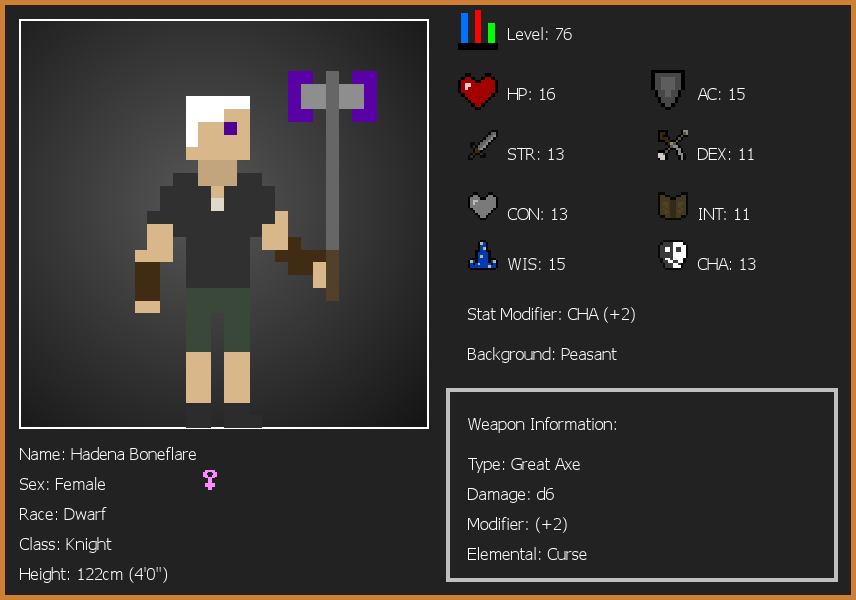 Level: 76
HP: 16
AC: 15
STR: 13
DEX: 11
CON: 13
INT: 11
WIS: 15
CHA: 13
Stat Modifier: CHA (+2)
Background: Peasant
Weapon Information:
Type: Great Axe
Damage: d6
Modifier: (+2)
Elemental: Curse
Name: Hadena Boneflare
Sex: Female
Race: Dwarf
Class: Knight
Height: 122cm (4'0")